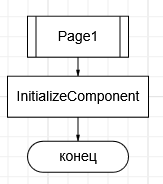 Page1
InitializeComponent
конец